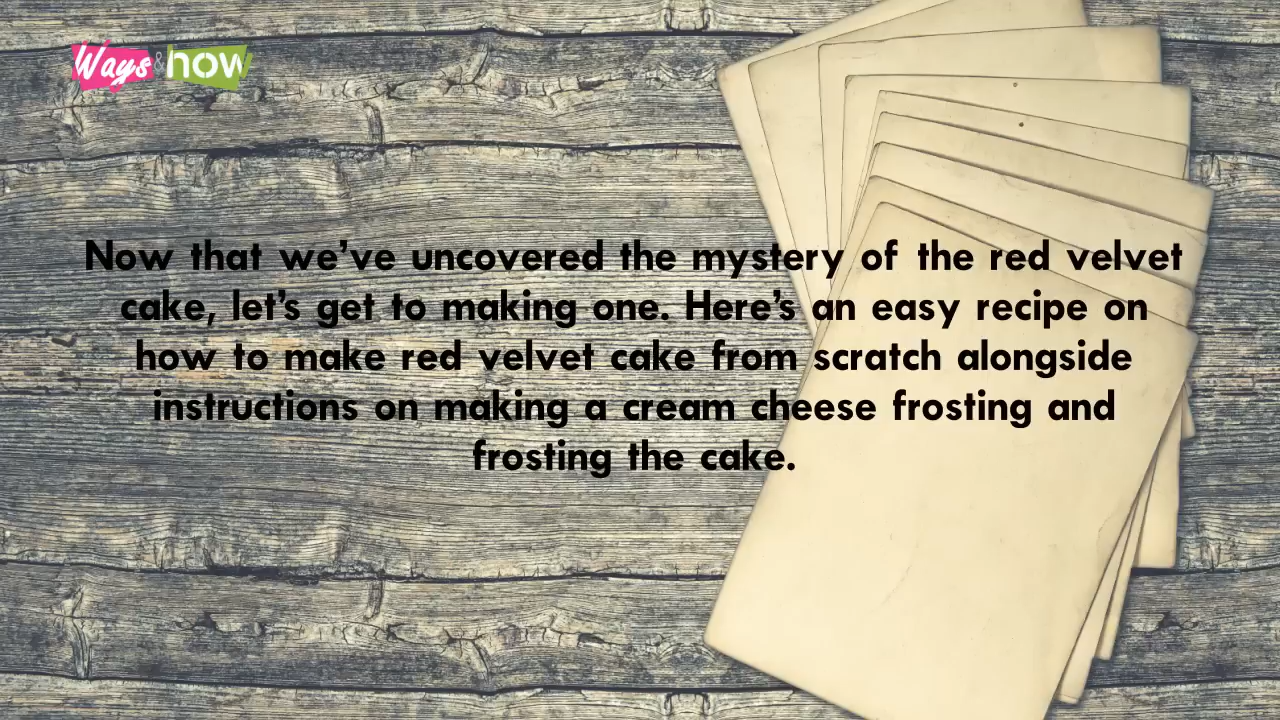 Ways & how
Now that we’ve uncovered the mystery of the red velvet
cake, let’s get to making one. Here’s an easy recipe on
how to make red velvet cake from scratch alongside
instructions on making a cream cheese frosting and
frosting the cake.